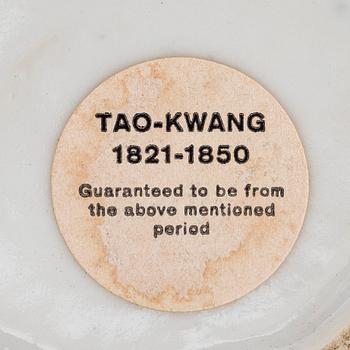 TAO-KWANG
1821-1850
Guaranteed to be from
the above mentioned
period